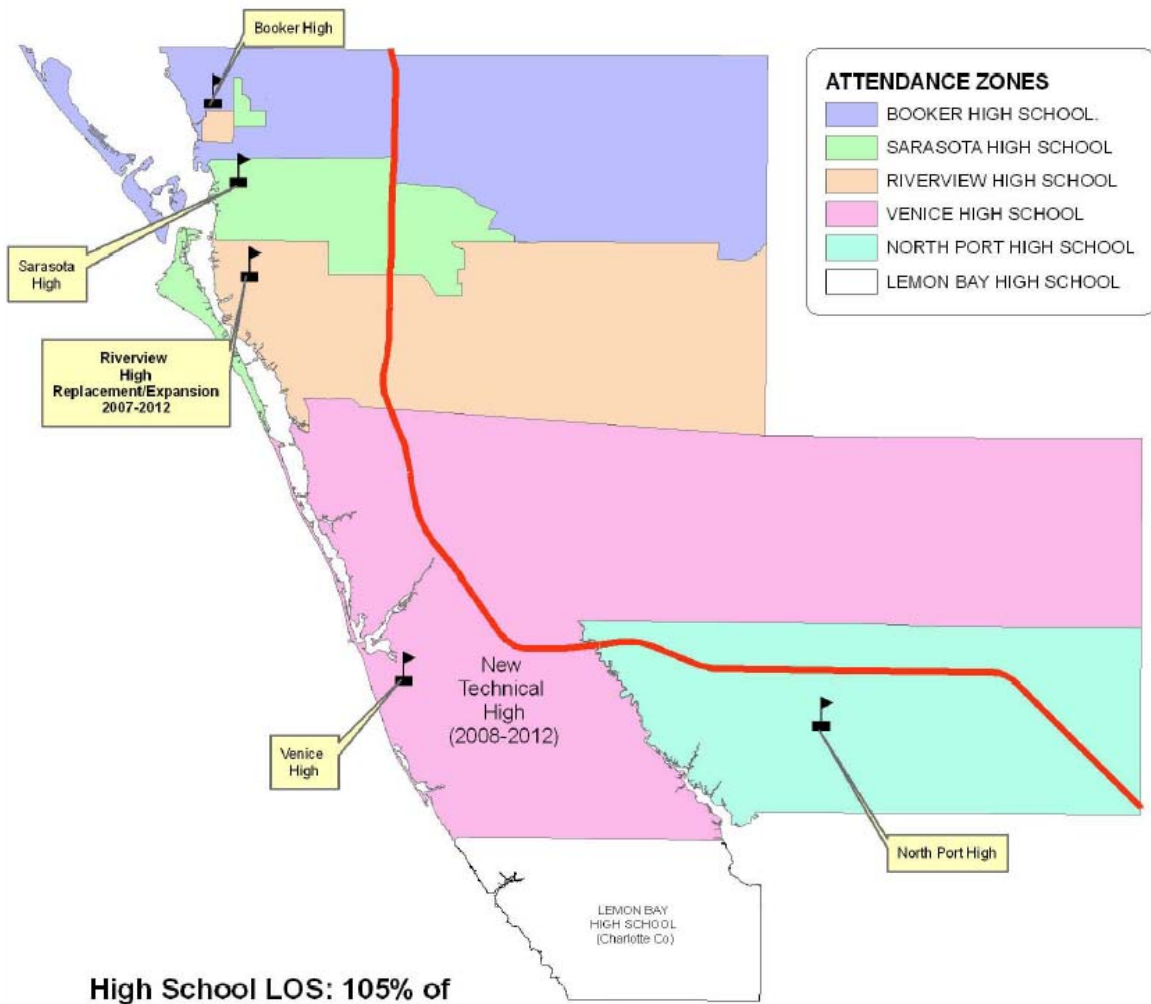 Booker High
ATTENDANCE ZONES
BOOKER HIGH SCHOOL.
SARASOTA HIGH SCHOOL
RIVERVIEW HIGH SCHOOL
VENICE HIGH SCHOOL
NORTH PORT HIGH SCHOOL
LEMON BAY HIGH SCHOOL
Sarasota
High
Riverview
High
Replacement/Expansion
2007-2012
New
Technical
High
(2008-2012)
Venice
High
North Port High
LEMON BAY
HIGH SCHOOL
(Charlotte Co)
High School LOS: 105% of